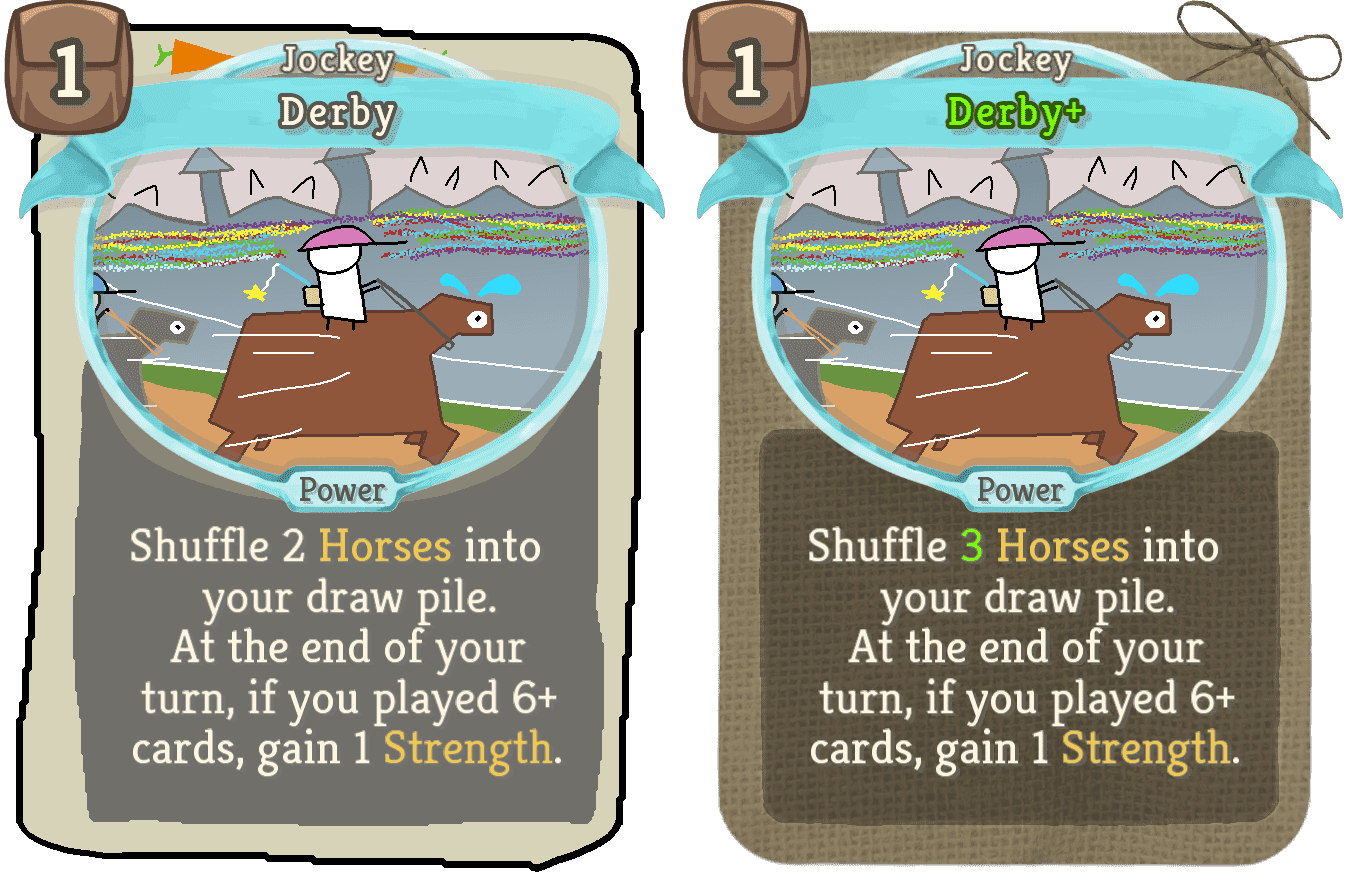 1
Jockey
Derby
Power
Shuffle 2 Horses into
your draw pile.
At the end of your
turn, if you played 6+
cards, gain 1 Strength.
1
Jockey
Derby+
Power
Shuffle 3 Horses into
your draw pile.
At the end of your
turn, if you played 6+
cards, gain 1 Strength.